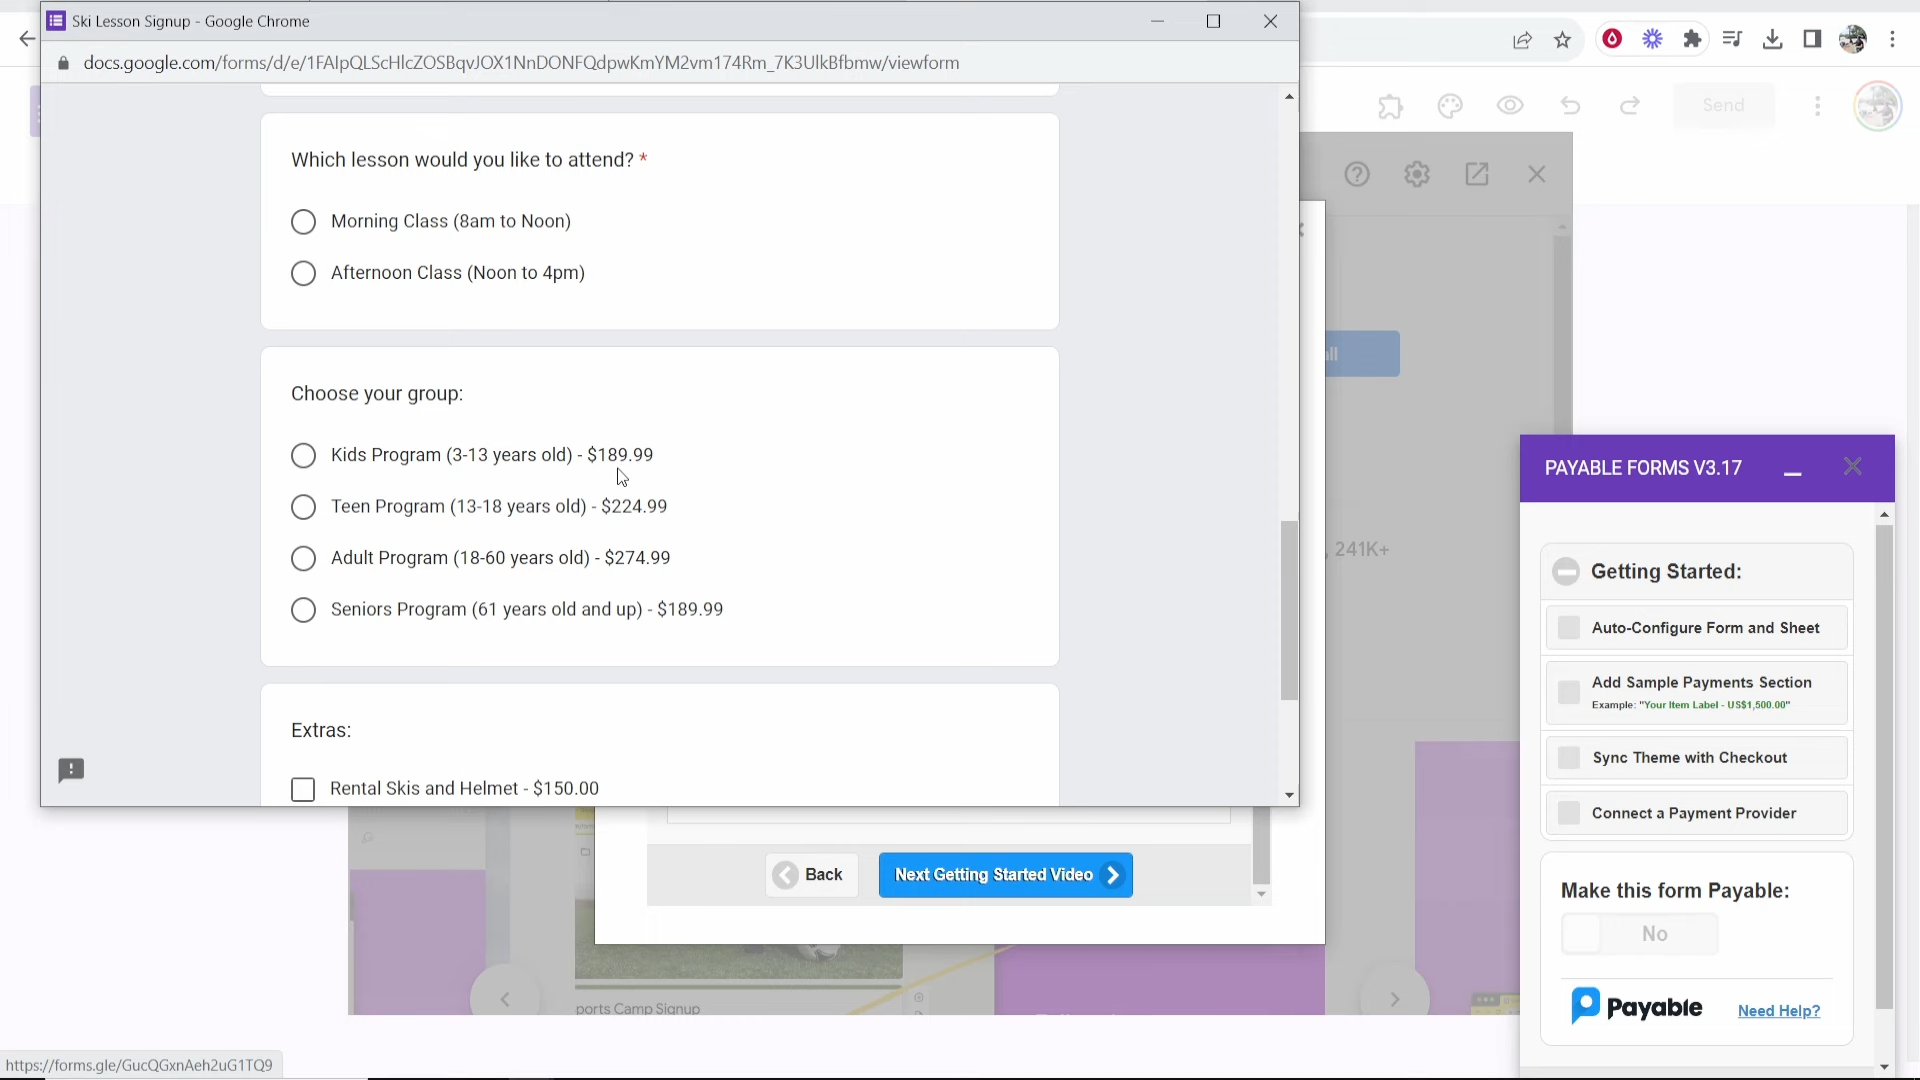 Ski Lesson Signup - Google Chrome
docs.google.com/forms/d/e/1FAIpQLScHlcZOSBqvJOX1NnDONFQdpwKmYM2vm174Rm_7K3UlkBfbmw/viewform
Send
Which lesson would you like to attend? *
Morning Class (8am to Noon)
Afternoon Class (Noon to 4pm)
Choose your group:
Kids Program (3-13 years old) - $189.99
Teen Program (13-18 years old) - $224.99
Adult Program (18-60 years old) - $274.99
Seniors Program (61 years old and up) - $189.99
Extras:
Rental Skis and Helmet - $150.00
241K+
PAYABLE FORMS V3.17
Getting Started:
Auto-Configure Form and Sheet
Add Sample Payments Section
Example: "Your Item Label - US$1,500.00"
Sync Theme with Checkout
Connect a Payment Provider
Make this form Payable:
No
Payable
Need Help?
Back
Next Getting Started Video
ports Camp Signup
https://forms.gle/GucQGxnAeh2uG1TQ9